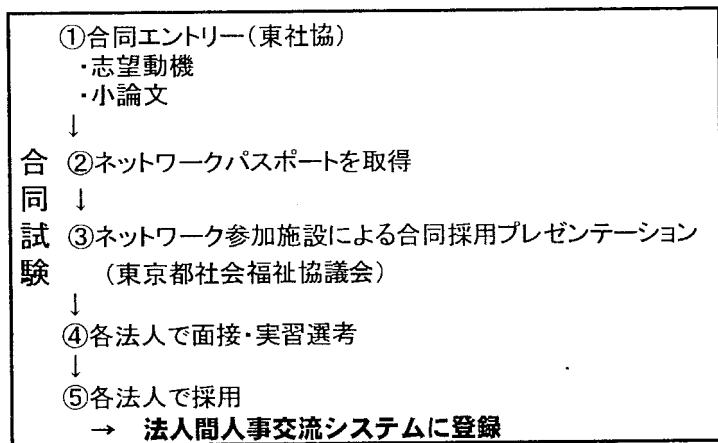 ①合同エントリー(東社協)
・志望動機
・小論文
↓
合同試験
②ネットワークパスポートを取得
↓
③ネットワーク参加施設による合同採用プレゼンテーション
(東京都社会福祉協議会)
↓
④各法人で面接・実習選考
↓
⑤各法人で採用
→ 法人間人事交流システムに登録